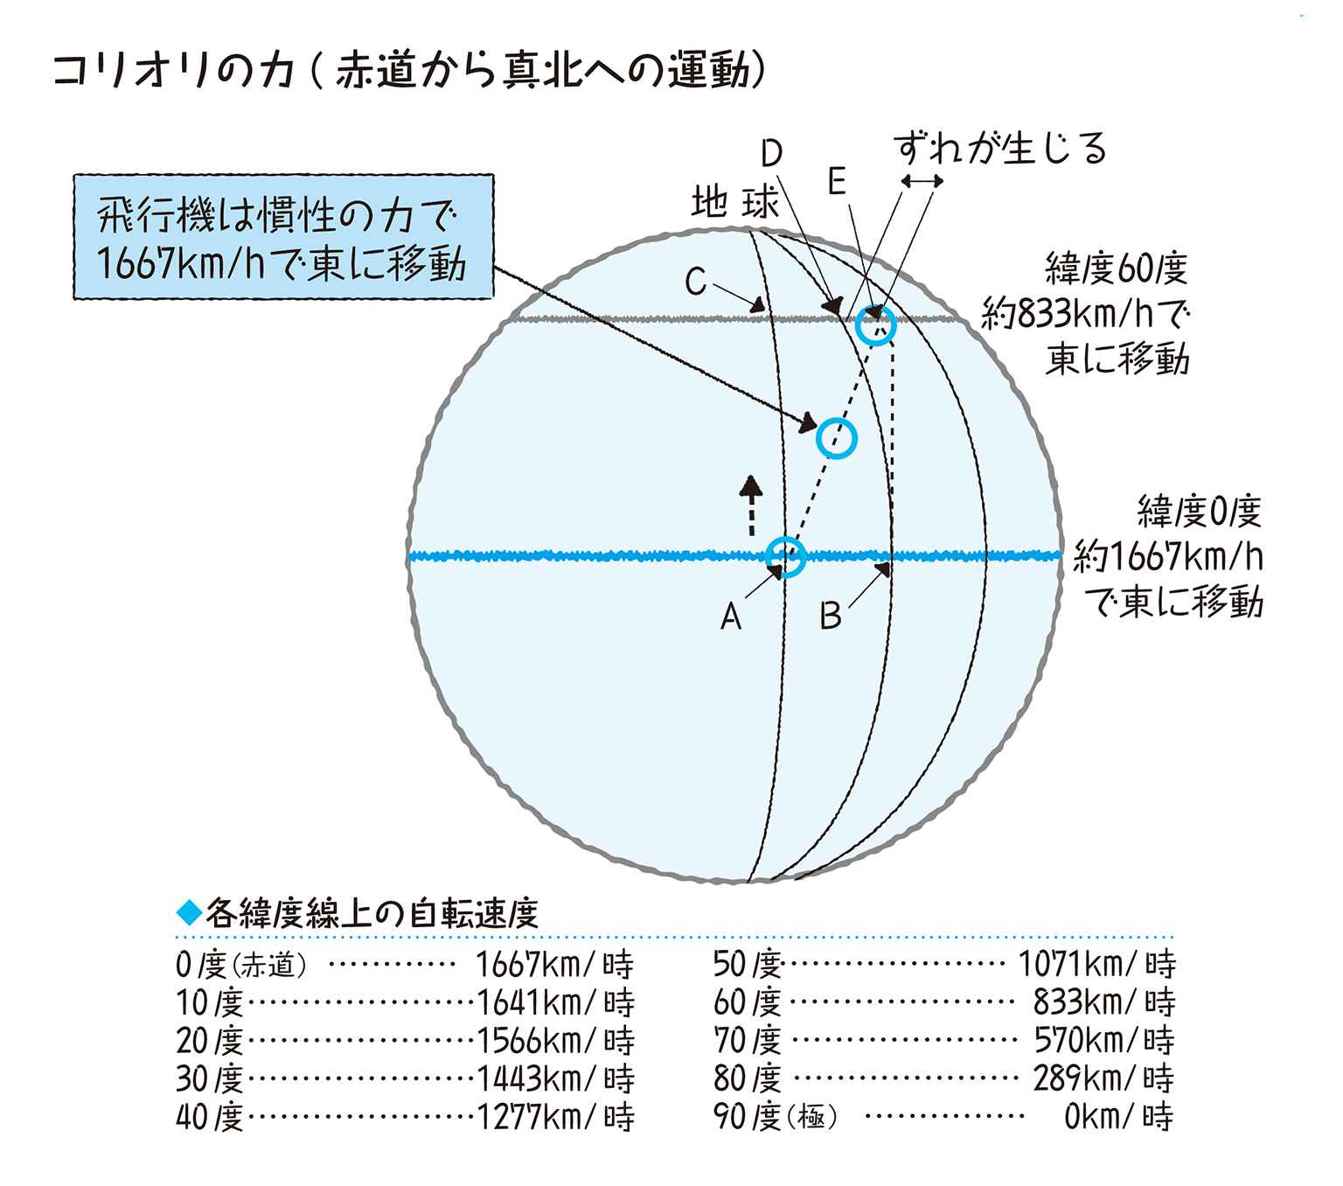 コリオリの力(赤道から真北への運動)
D
ずれが生じる
E
地球
飛行機は慣性の力で
1667km/hで東に移動
C
緯度60度
約833km/hで
東に移動
緯度0度
約1667km/h
で東に移動
A
B
◆各緯度線上の自転速度
0度(赤道) ………… 1667km/時
10度…………………1641km/時
20度…………………1566km/時
30度…………………1443km/時
40度…………………1277km/時
50度………………… 1071km/時
60度………………… 833km/時
70度………………… 570km/時
80度………………… 289km/時
90度(極) …………… 0km/時